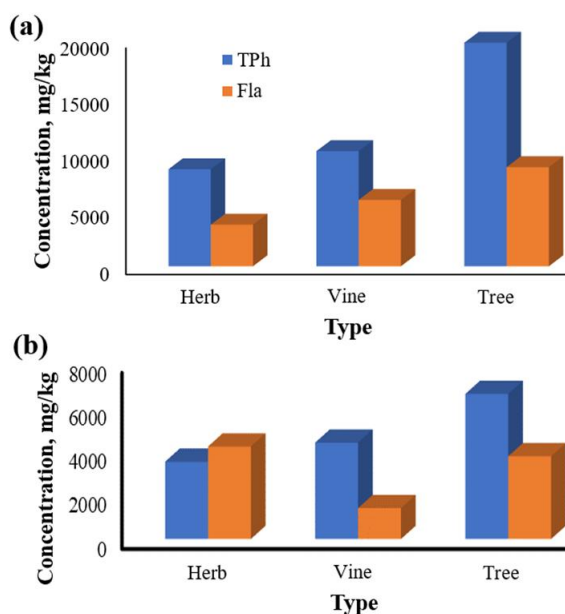 (a)
Concentration, mg/kg
20000
15000
10000
5000
0
TPh
Fla
Herb Vine Tree
Type
(b)
Concentration, mg/kg
8000
6000
4000
2000
0
Herb Vine Tree
Type